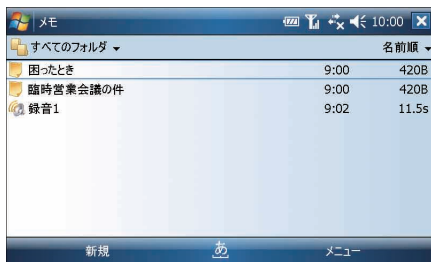 メモ 10:00
すべてのフォルダ 名前順
困ったとき 9:00 420B
臨時営業会議の件 9:00 420B
録音1 9:02 11.5s
新規 あ メニュー